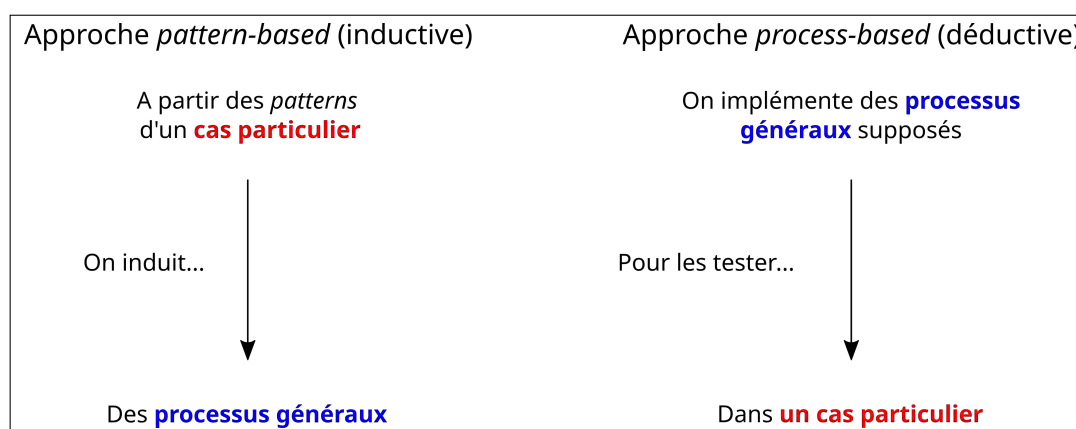 Approche pattern-based (inductive)
A partir des patterns
d'un cas particulier
On induit...
Des processus généraux
Approche process-based (déductive)
On implémente des processus
généraux supposés
Pour les tester...
Dans un cas particulier